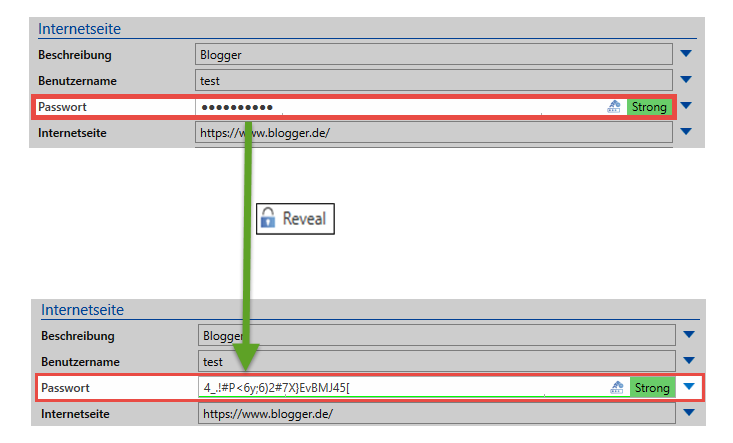 Internetseite
Beschreibung Blogger
Benutzername test
Passwort ●●●●●●●●●● Strong
Internetseite https://www.blogger.de/
Reveal
Internetseite
Beschreibung Blogger
Benutzername test
Passwort 4_.!#P<6y;6)2#7X}EvBMJ45[ Strong
Internetseite https://www.blogger.de/